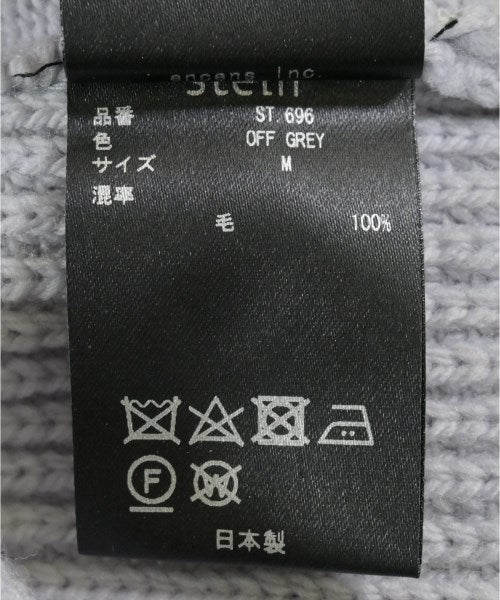 encens inc
stein
品番 ST 696
色 OFF GREY
サイズ M
混率
毛 100%
F W
日本製